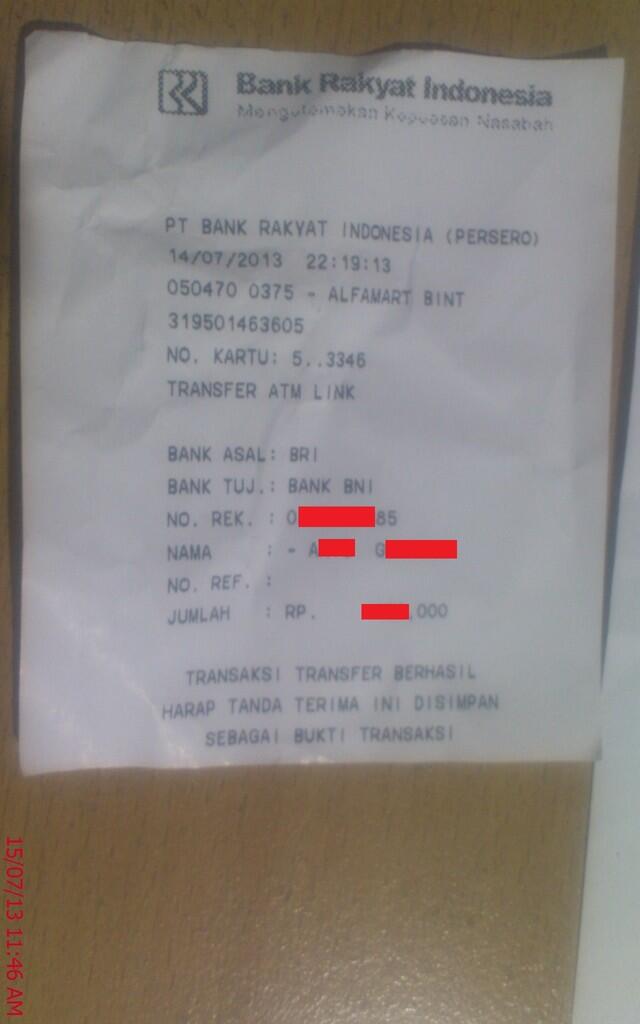 Bank Rakyat Indonesia
Mengutamakan Kepuasan Nasabah
PT BANK RAKYAT INDONESIA (PERSERO)
14/07/2013 22:19:13
050470 0375 - ALFAMART BINT
319501463605
NO. KARTU: 5..3346
TRANSFER ATM LINK
BANK ASAL: BRI
BANK TUJ.: BANK BNI
NO. REK. : 0 85
NAMA : - A G
NO. REF. :
JUMLAH : RP. .000
TRANSAKSI TRANSFER BERHASIL
HARAP TANDA TERIMA INI DISIMPAN
SEBAGAI BUKTI TRANSAKSI
15/07/13 11:46 AM